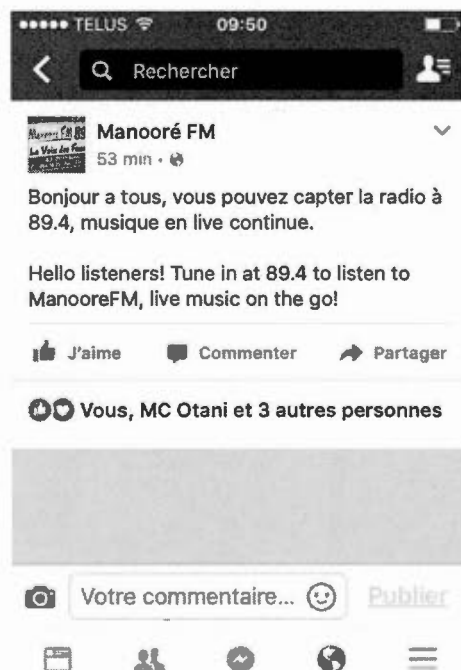 TELUS 09:50
Rechercher
Manooré FM
53 min
Bonjour a tous, vous pouvez capter la radio à
89.4, musique en live continue.
Hello listeners! Tune in at 89.4 to listen to
ManooreFM, live music on the go!
J'aime Commenter Partager
Vous, MC Otani et 3 autres personnes
Votre commentaire... Publier